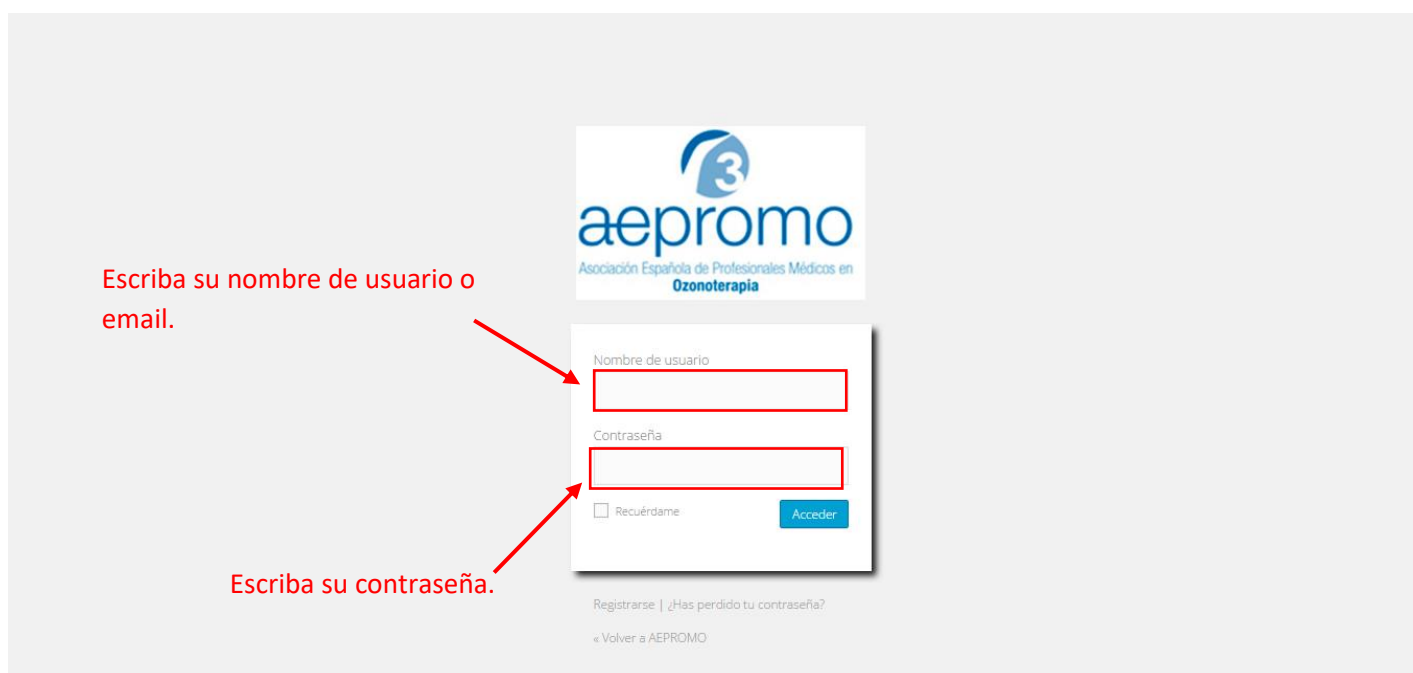 3
aepromo
Asociación Española de Profesionales Médicos en
Ozonoterapia
Escriba su nombre de usuario o
email.
Nombre de usuario
Contraseña
Recuérdame
Acceder
Escriba su contraseña.
Registrarse | ¿Has perdido tu contraseña?
« Volver a AEPROMO